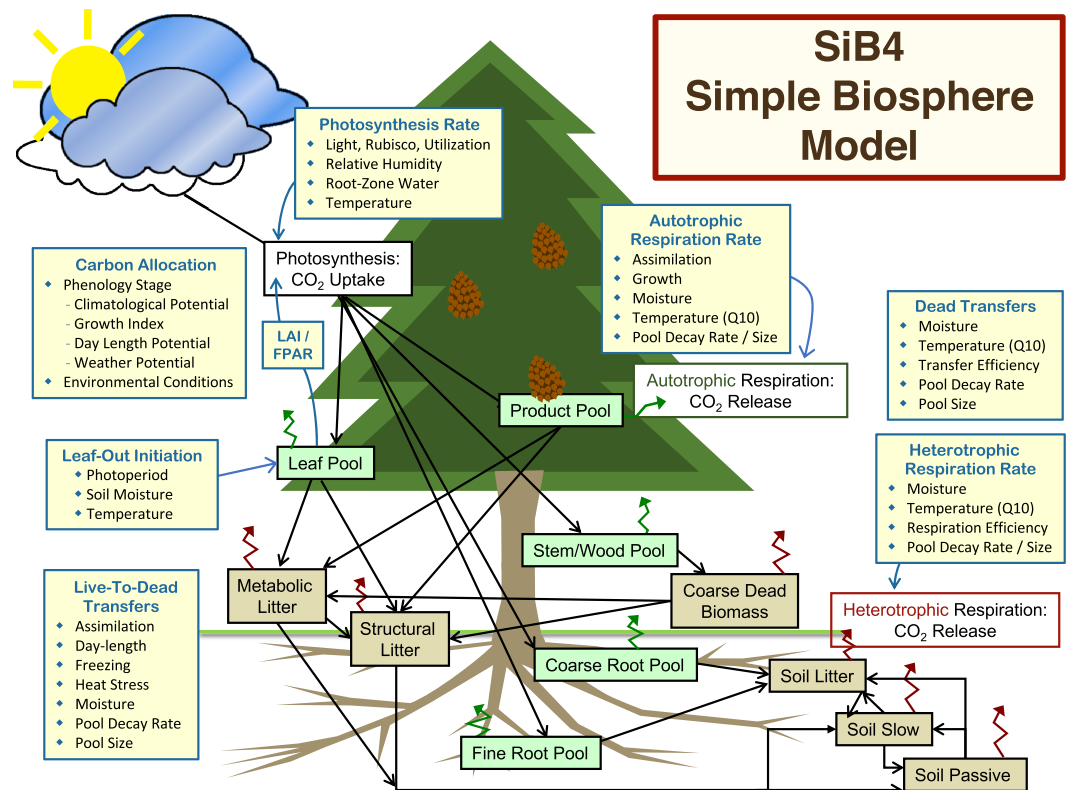 SiB4
Simple Biosphere
Model
Photosynthesis Rate
Light, Rubisco, Utilization
Relative Humidity
Root-Zone Water
Temperature
Photosynthesis:
CO2 Uptake
Carbon Allocation
Phenology Stage
- Climatological Potential
- Growth Index
- Day Length Potential
- Weather Potential
Environmental Conditions
LAI /
FPAR
Autotrophic
Respiration Rate
Assimilation
Growth
Moisture
Temperature (Q10)
Pool Decay Rate / Size
Autotrophic Respiration:
CO2 Release
Dead Transfers
Moisture
Temperature (Q10)
Transfer Efficiency
Pool Decay Rate
Pool Size
Product Pool
Leaf-Out Initiation
Photoperiod
Soil Moisture
Temperature
Leaf Pool
Heterotrophic
Respiration Rate
Moisture
Temperature (Q10)
Respiration Efficiency
Pool Decay Rate / Size
Stem/Wood Pool
Live-To-Dead
Transfers
Assimilation
Day-length
Freezing
Heat Stress
Moisture
Pool Decay Rate
Pool Size
Metabolic
Litter
Structural
Litter
Coarse Dead
Biomass
Heterotrophic Respiration:
CO2 Release
Coarse Root Pool
Soil Litter
Fine Root Pool
Soil Slow
Soil Passive